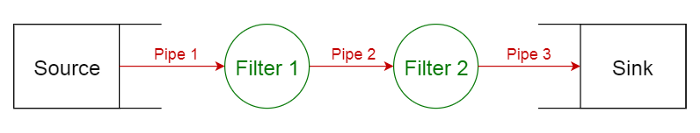 Source
Pipe 1
Filter 1
Pipe 2
Filter 2
Pipe 3
Sink